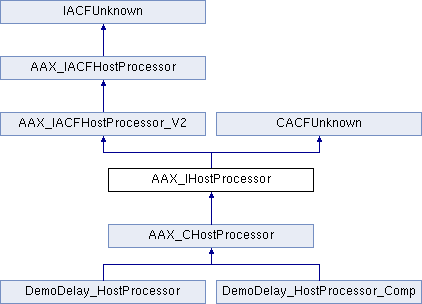 IACFUnknown
AAX_IACFHostProcessor
AAX_IACFHostProcessor_V2
CACFUnknown
AAX_IHostProcessor
AAX_CHostProcessor
DemoDelay_HostProcessor
DemoDelay_HostProcessor_Comp